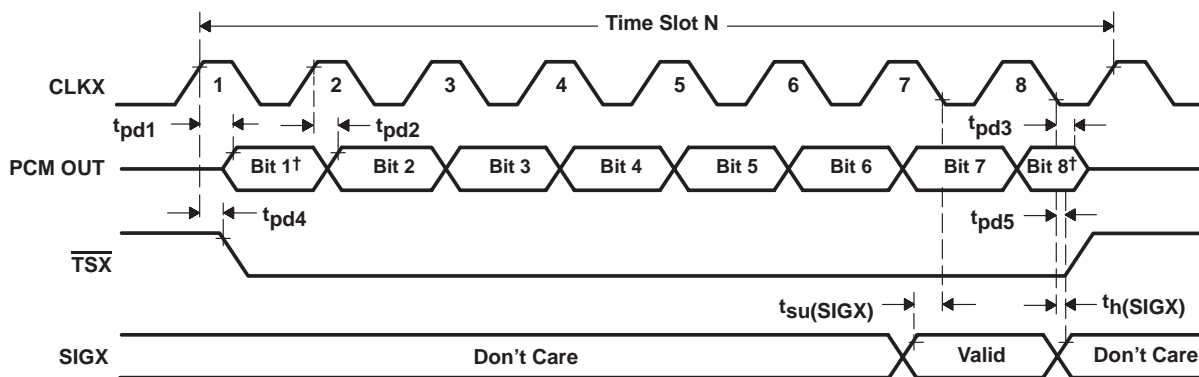 Time Slot N
CLKX 1 2 3 4 5 6 7 8
tpd1 tpd2 tpd3
PCM OUT Bit 1† Bit 2 Bit 3 Bit 4 Bit 5 Bit 6 Bit 7 Bit 8†
tpd4 tpd5
TSX
tsu(SIGX) th(SIGX)
SIGX Don't Care Valid Don't Care